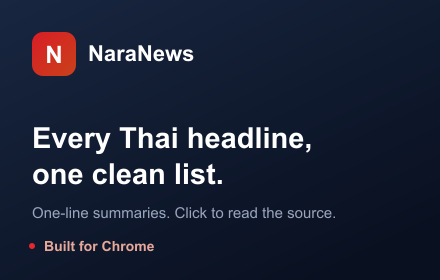 N
NaraNews
Every Thai headline,
one clean list.
One-line summaries. Click to read the source.
Built for Chrome